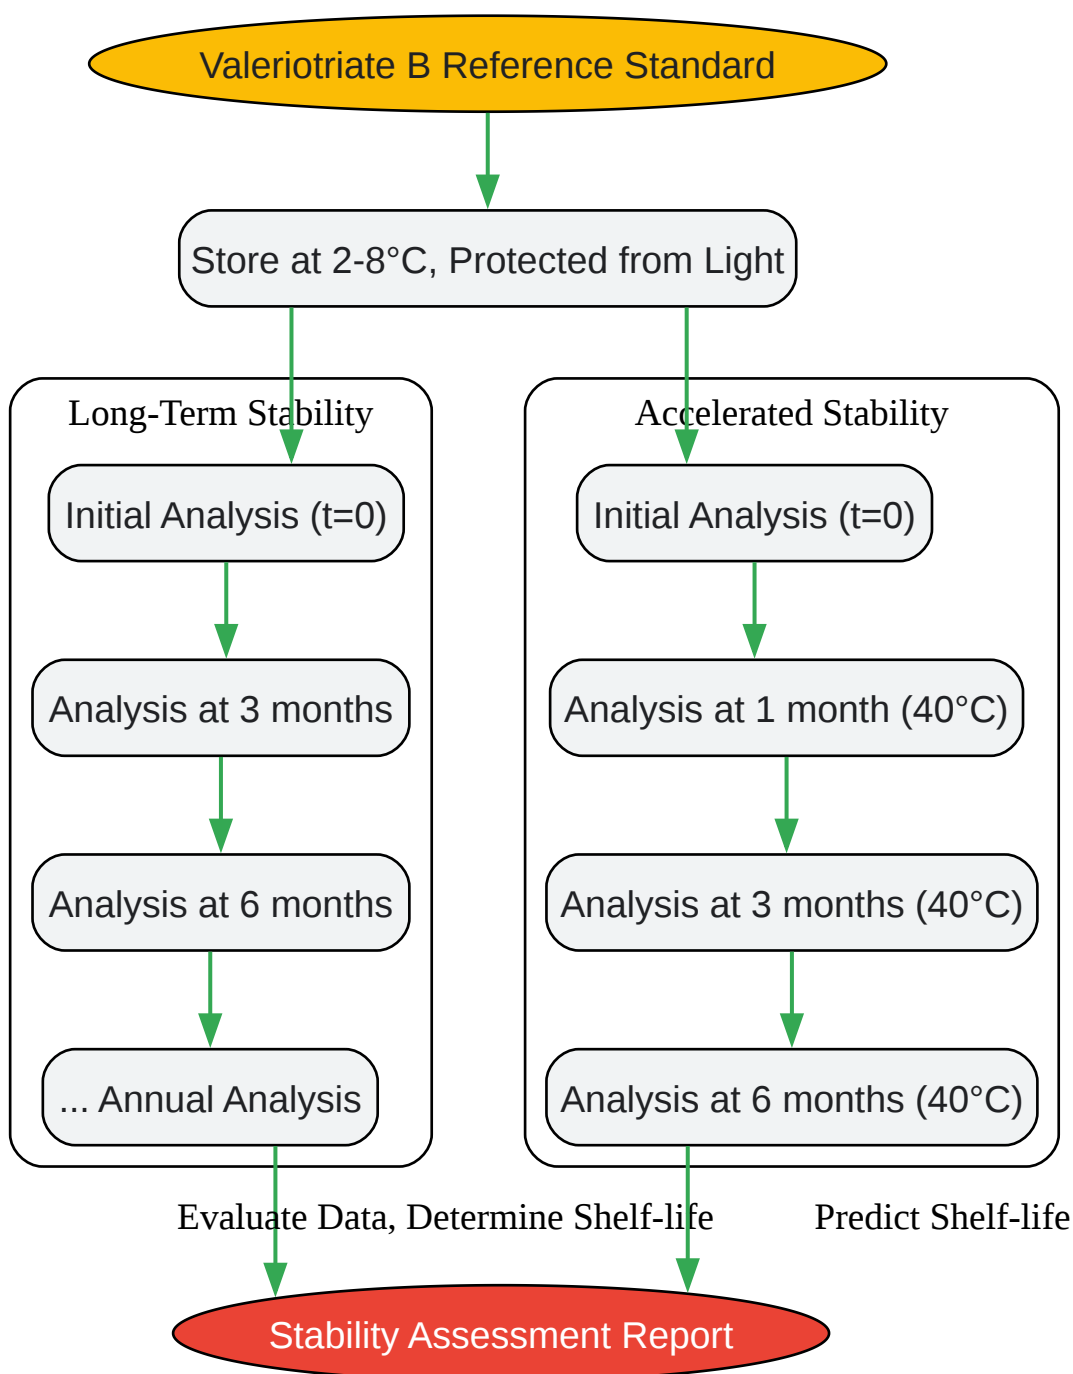 Valeriotriate B Reference Standard
Store at 2-8°C, Protected from Light
Long-Term Stability
Initial Analysis (t=0)
Analysis at 3 months
Analysis at 6 months
... Annual Analysis
Accelerated Stability
Initial Analysis (t=0)
Analysis at 1 month (40°C)
Analysis at 3 months (40°C)
Analysis at 6 months (40°C)
Evaluate Data, Determine Shelf-life
Predict Shelf-life
Stability Assessment Report